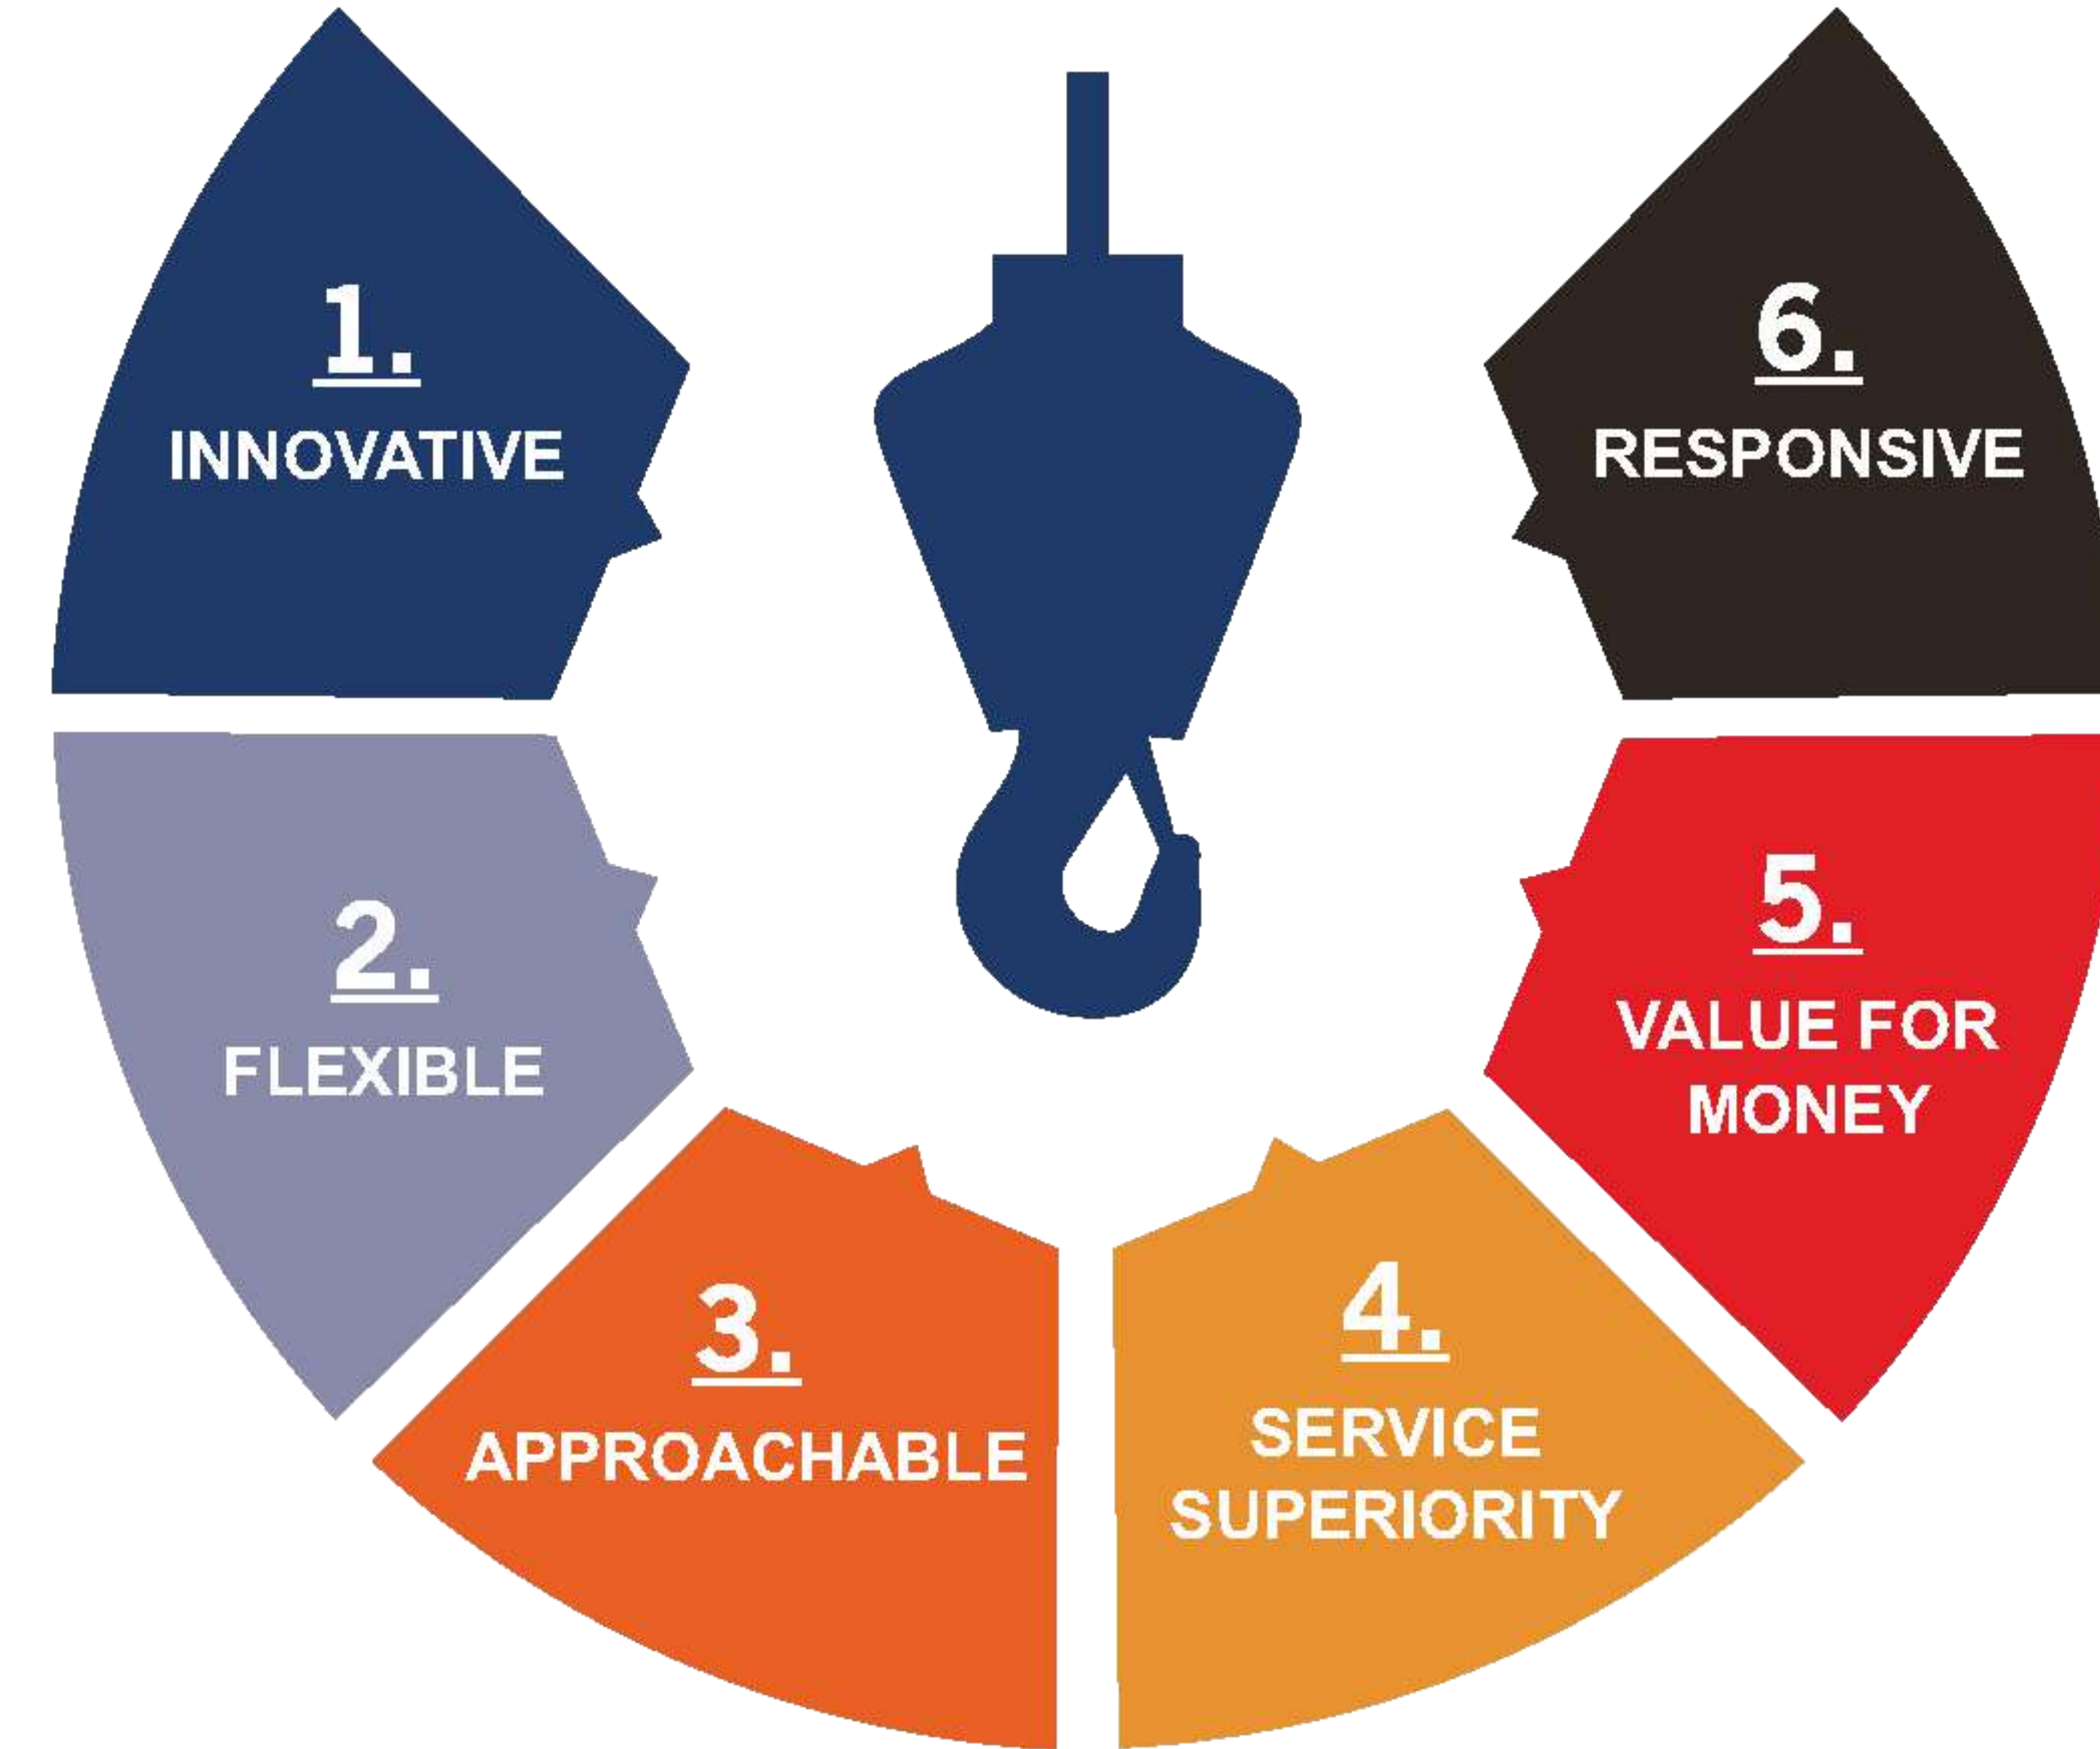 1.
INNOVATIVE
2.
FLEXIBLE
3.
APPROACHABLE
4.
SERVICE
SUPERIORITY
5.
VALUE FOR
MONEY
6.
RESPONSIVE